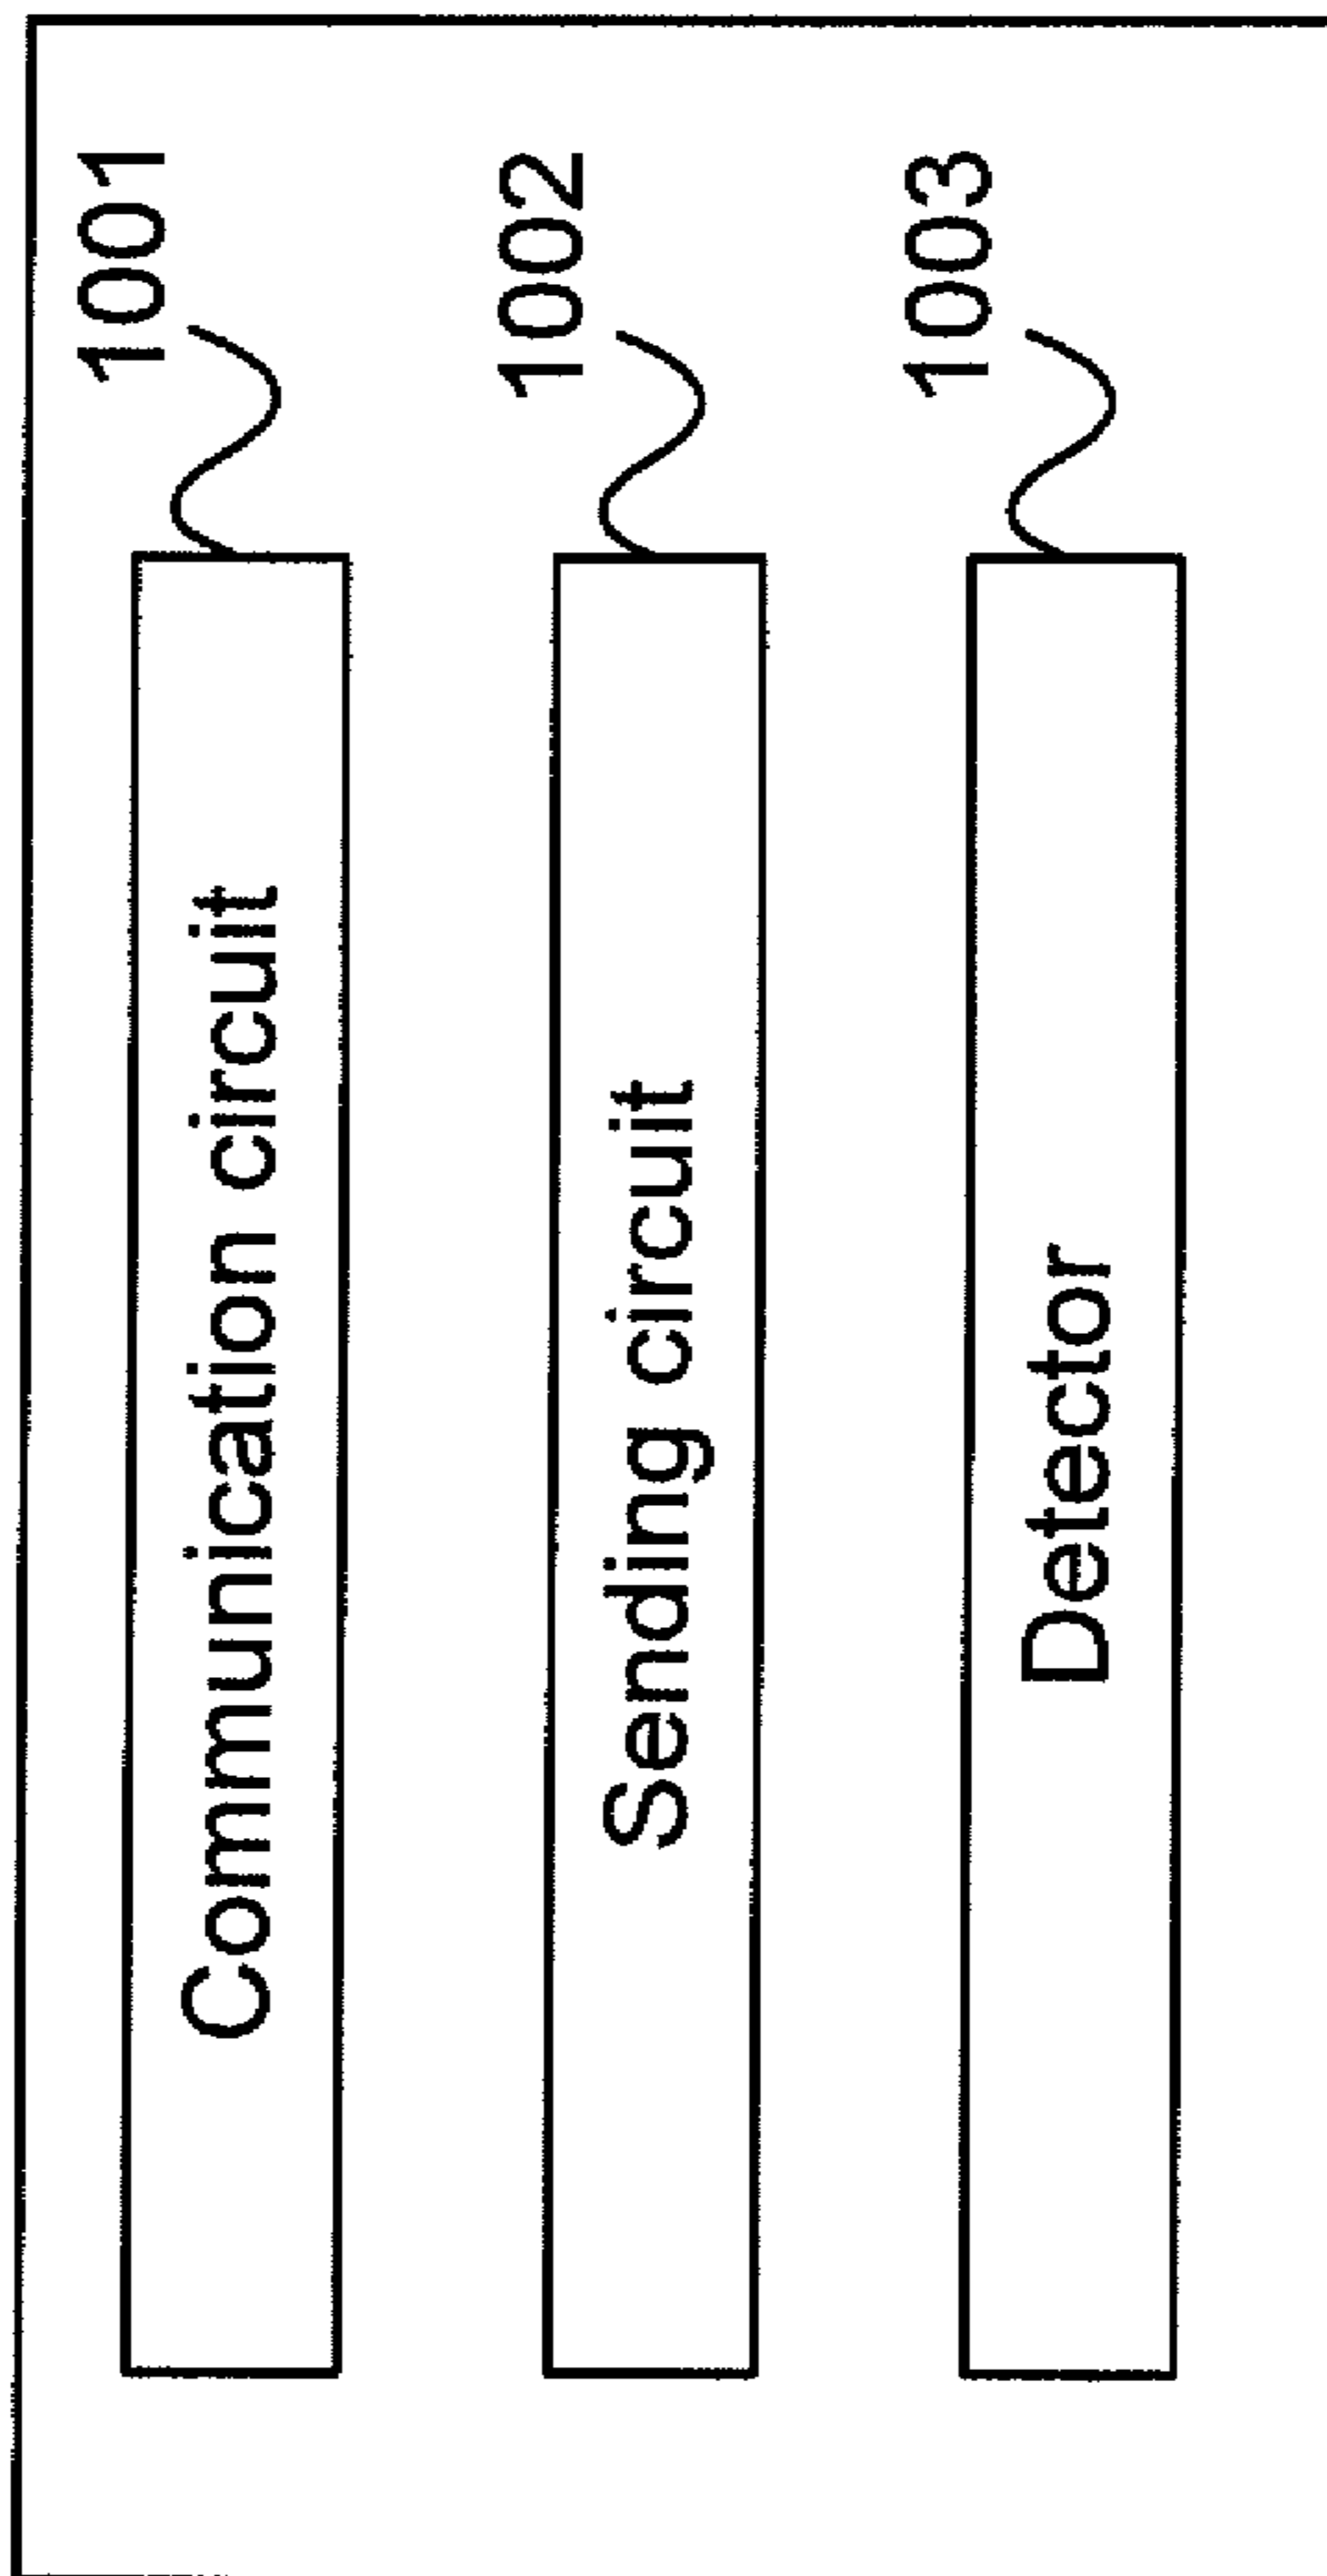 Communication circuit
1001
Sending circuit
1002
Detector
1003